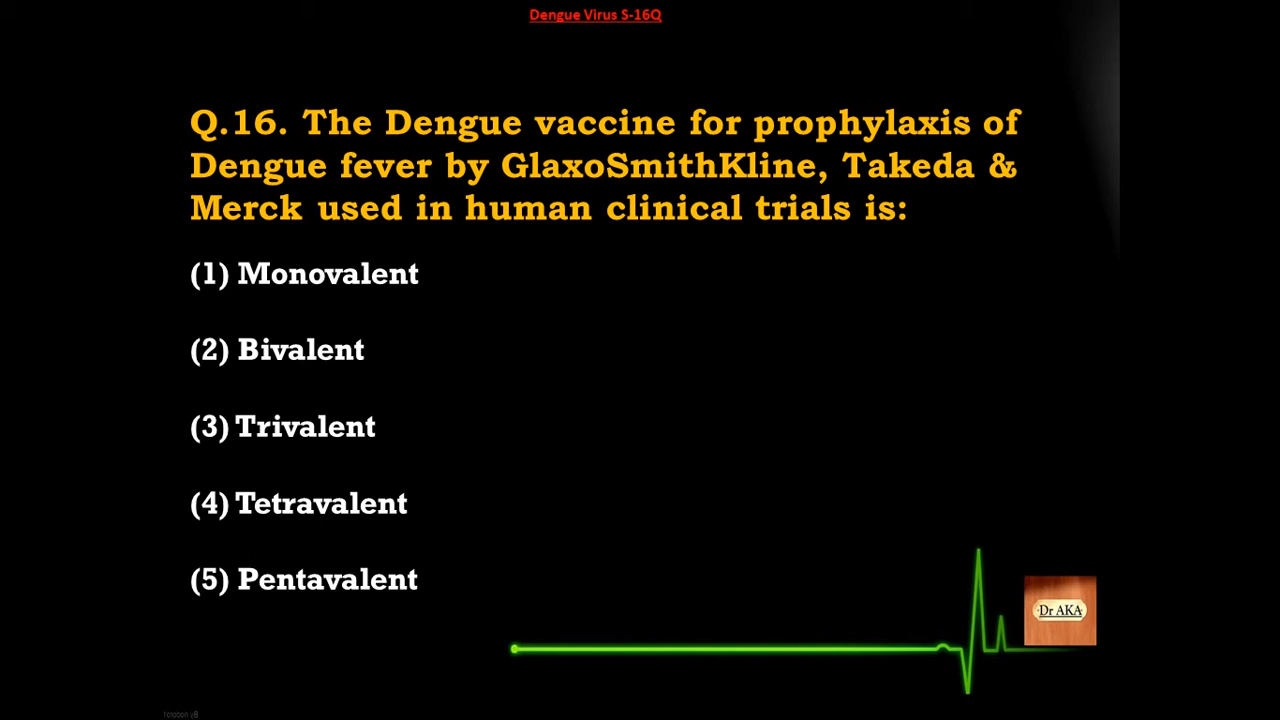 Dengue Virus S-16Q
Q.16. The Dengue vaccine for prophylaxis of
Dengue fever by GlaxoSmithKline, Takeda &
Merck used in human clinical trials is:
(1) Monovalent
(2) Bivalent
(3) Trivalent
(4) Tetravalent
(5) Pentavalent
Dr AKA